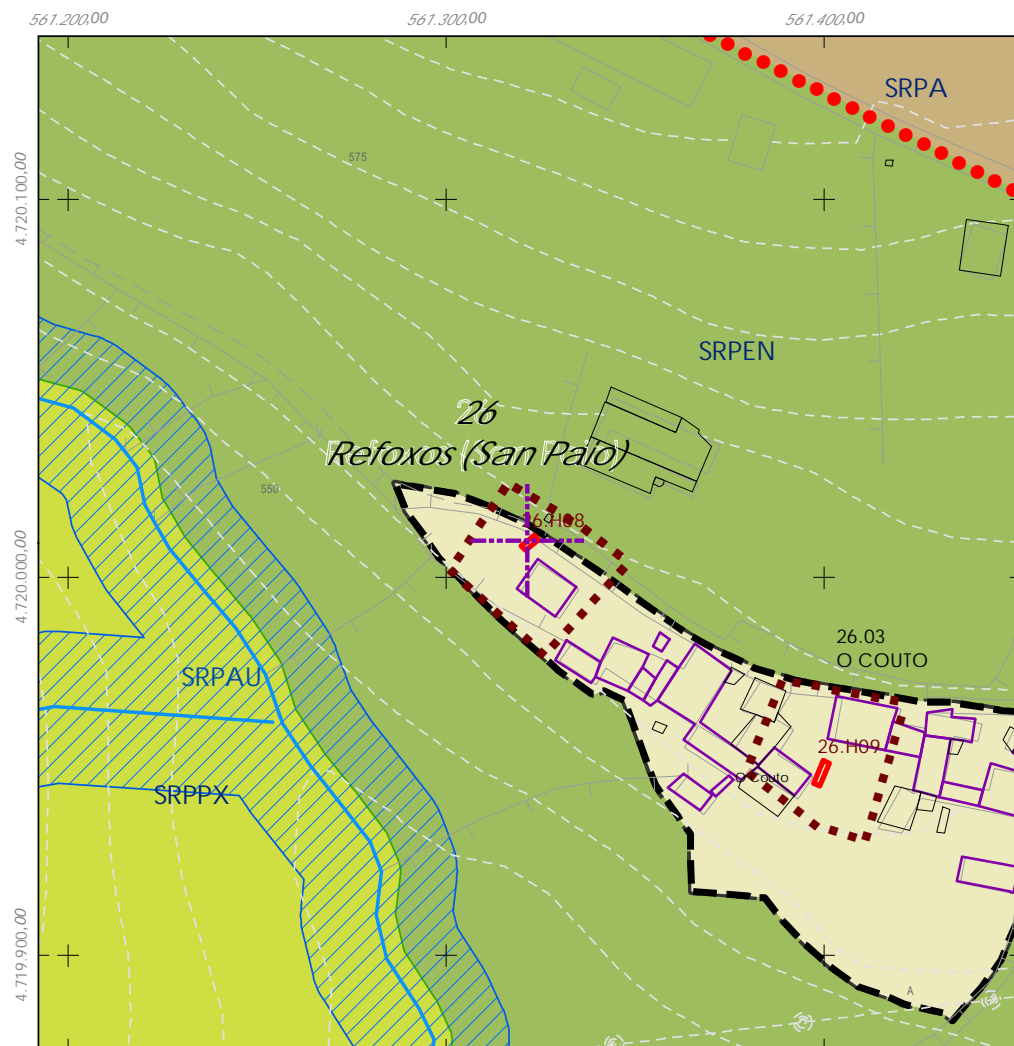 561.200,00
561.300,00
561.400,00
SRPA
575
4.720.100,00
SRPEN
26
Refoxos (San Paio)
550
26.H08
4.720.000,00
26.03
O COUTO
SRPAU
26.H09
O Couto
SRPPX
4.719.900,00
A